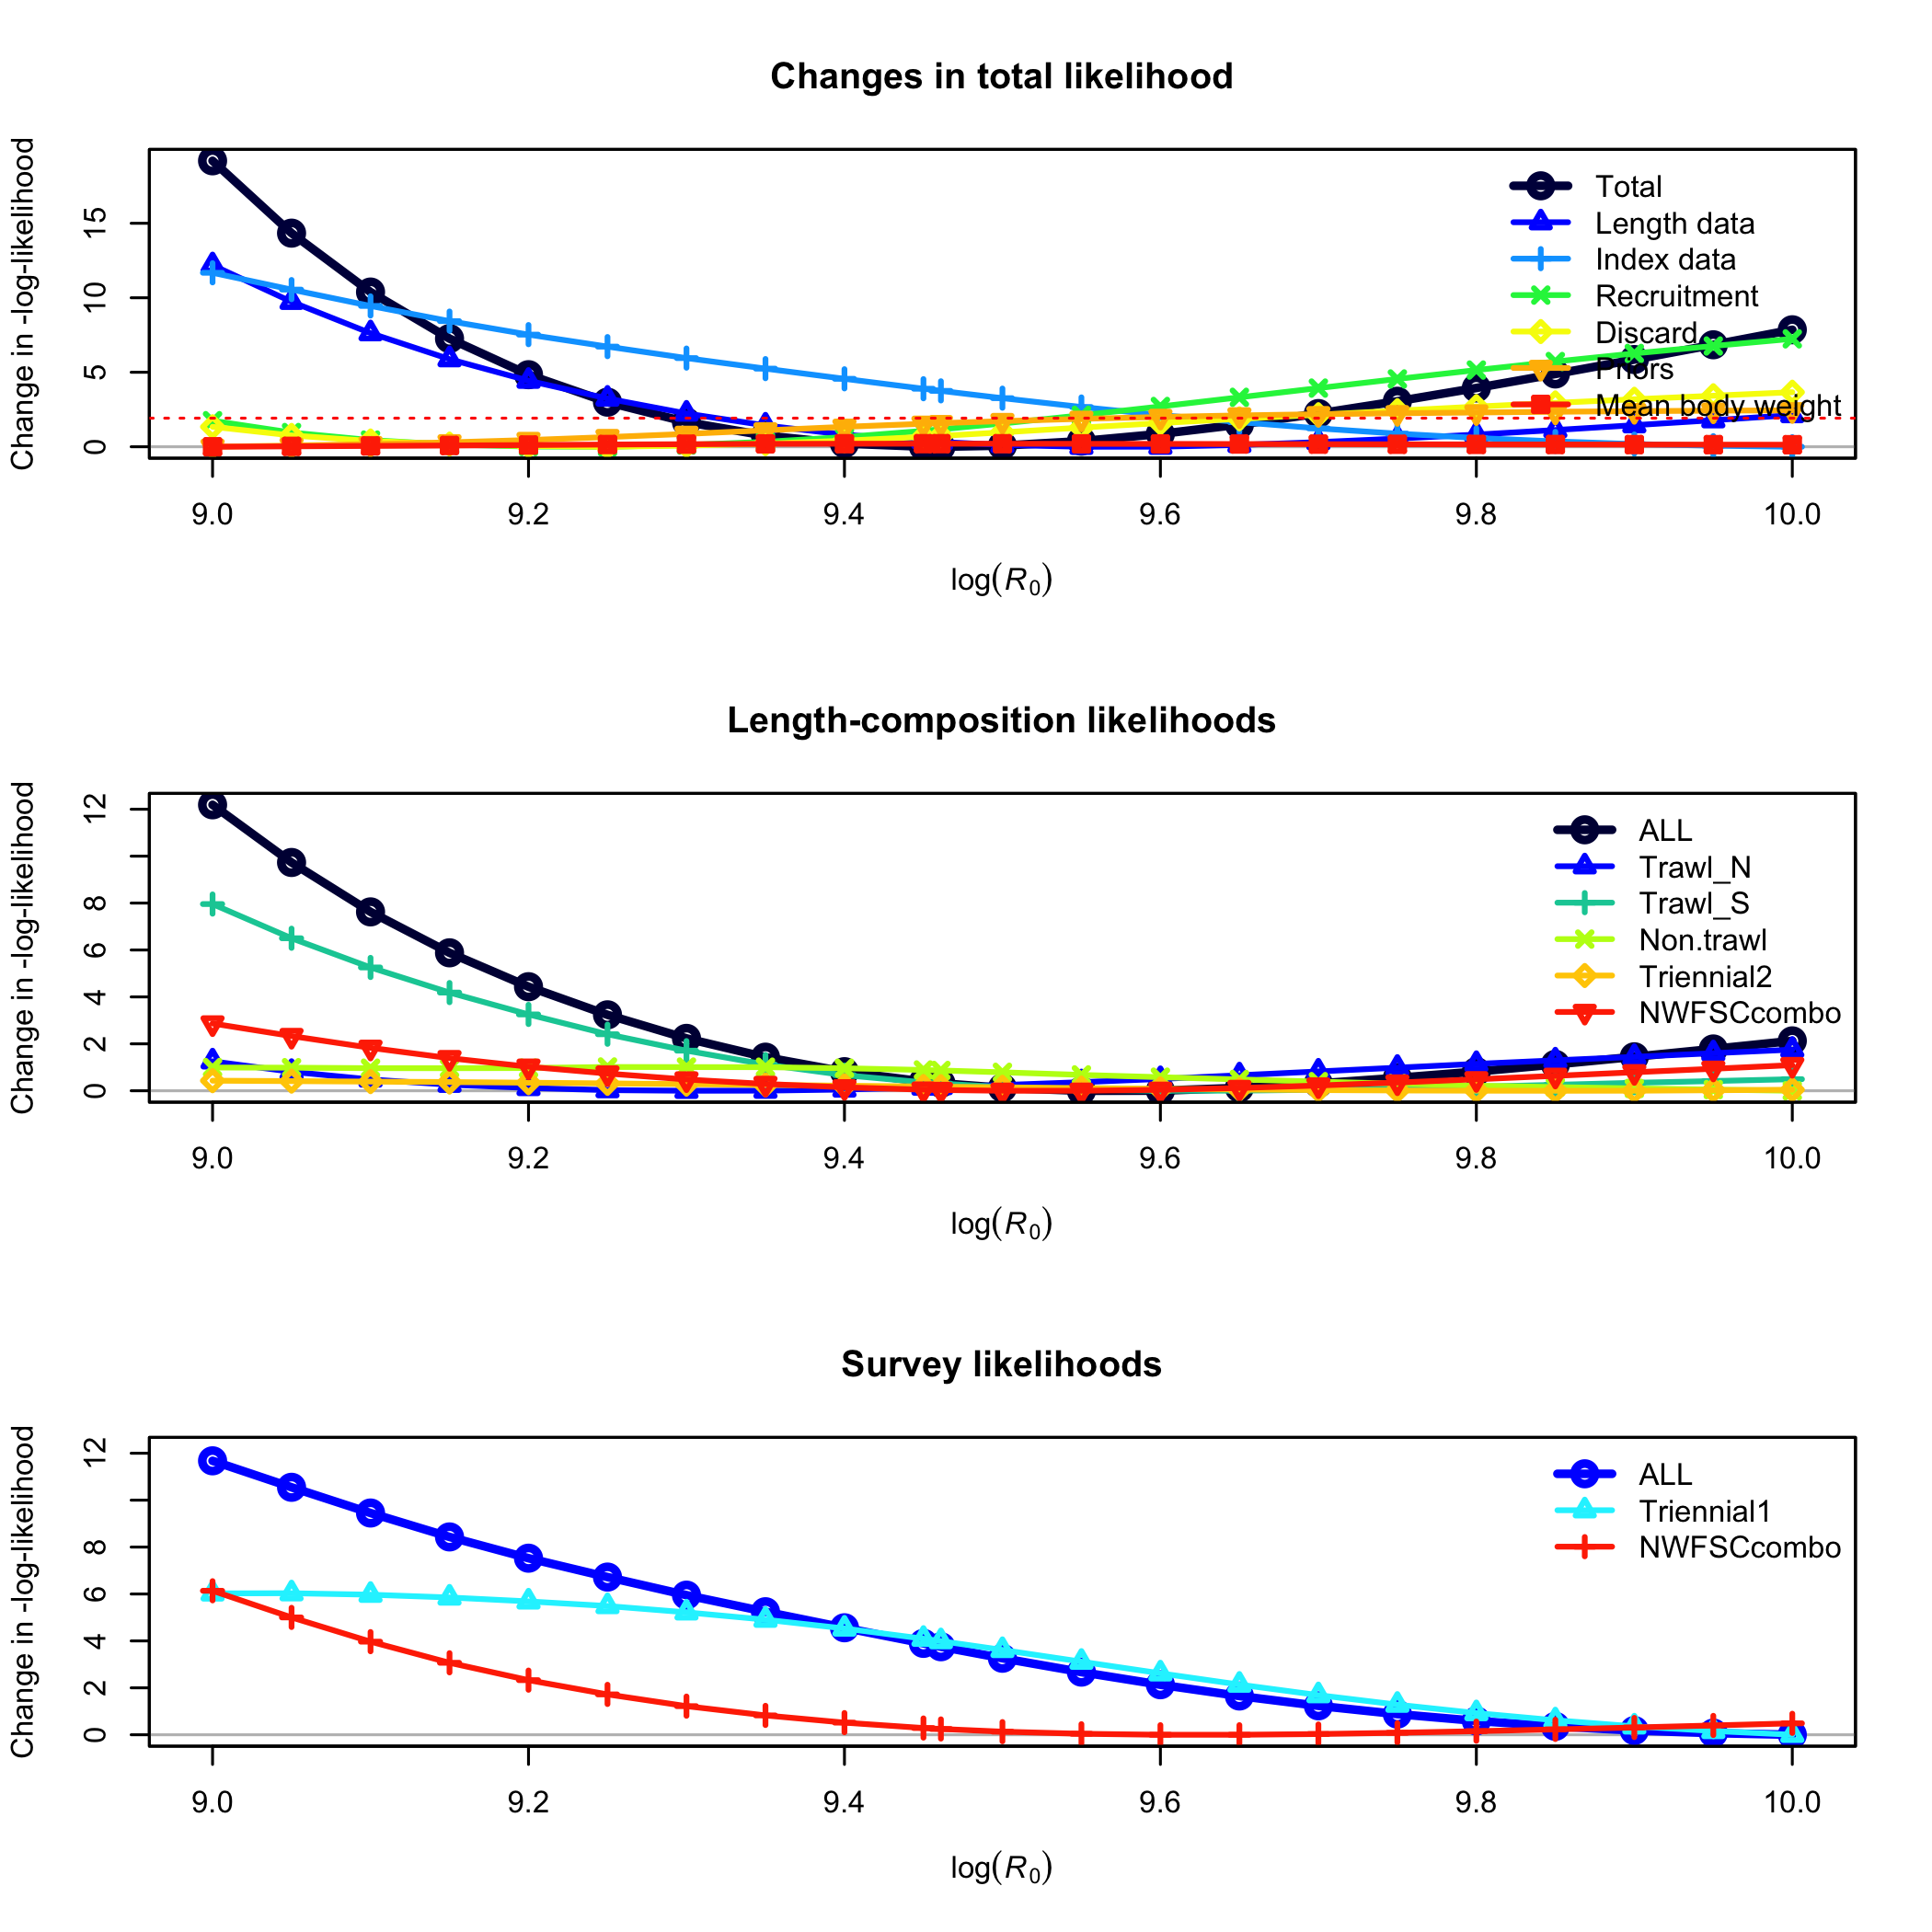 Changes in total likelihood
Change in -log-likelihood
0 5 10 15
Total
Length data
Index data
Recruitment
Discard
Priors
Mean body weight
9.0 9.2 9.4 9.6 9.8 10.0
log(R0)
Length-composition likelihoods
Change in -log-likelihood
0 2 4 6 8 12
ALL
Trawl_N
Trawl_S
Non.trawl
Triennial2
NWFSCcombo
9.0 9.2 9.4 9.6 9.8 10.0
log(R0)
Survey likelihoods
Change in -log-likelihood
0 2 4 6 8 12
ALL
Triennial1
NWFSCcombo
9.0 9.2 9.4 9.6 9.8 10.0
log(R0)